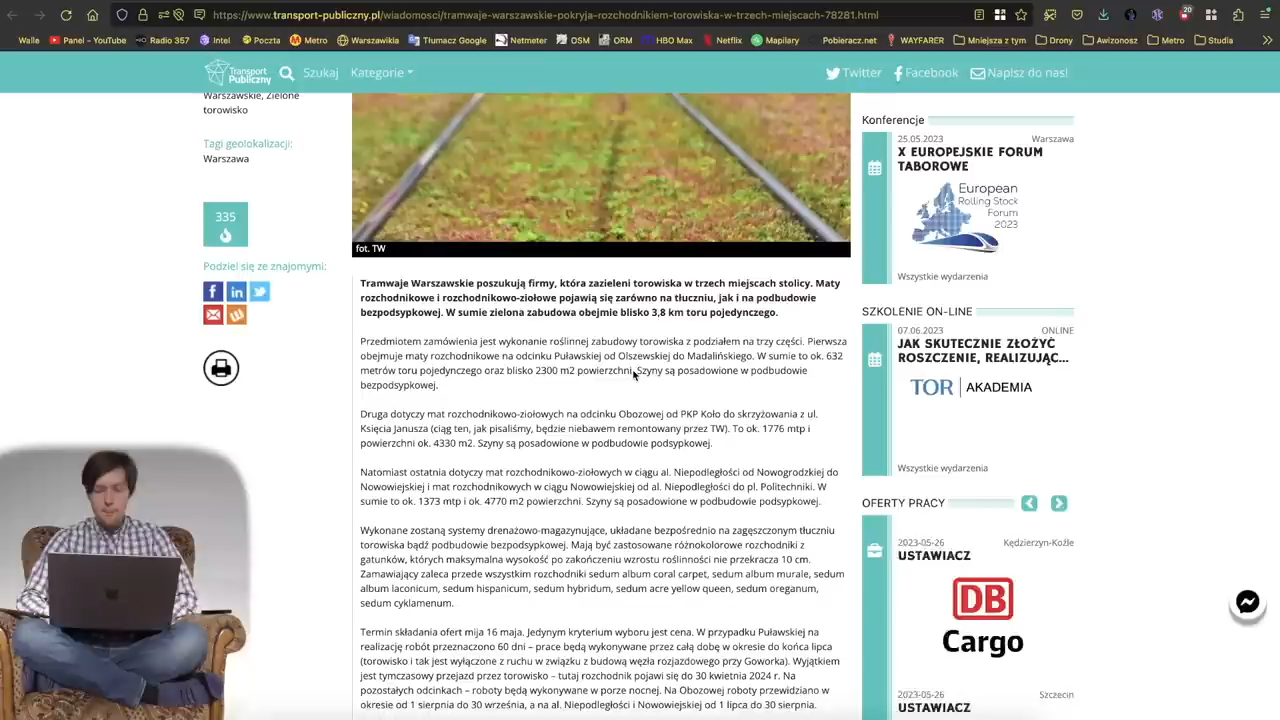 https://www.transport-publiczny.pl/wiadomosci/tramwaje-warszawskie-pokryja-rozchodnikiem-torowiska-w-trzech-miejscach-78281.html
20
Walle Panel - YouTube Radio 357 Intel Poczta Metro Warszawikia Tłumacz Google Netmeter OSM ORM HBO Max Netflix Mapilary Pobieracz.net WAYFARER Mniejsza z tym Drony Awizonosz Metro Studia
Transport Publiczny Szukaj Kategorie Twitter Facebook Napisz do nas!
Warszawskie, Zielone
torowisko
Tagi geolokalizacji:
Warszawa
335
Podziel się ze znajomymi:
fot. TW
Tramwaje Warszawskie poszukują firmy, która zazieleni torowiska w trzech miejscach stolicy. Maty
rozchodnikowe i rozchodnikowo-ziołowe pojawią się zarówno na tłuczniu, jak i na podbudowie
bezpodsypkowej. W sumie zielona zabudowa obejmie blisko 3,8 km toru pojedynczego.
Przedmiotem zamówienia jest wykonanie roślinnej zabudowy torowiska z podziałem na trzy części. Pierwsza
obejmuje maty rozchodnikowe na odcinku Puławskiej od Olszewskiej do Madalińskiego. W sumie to ok. 632
metrów toru pojedynczego oraz blisko 2300 m2 powierzchni. Szyny są posadowione w podbudowie
bezpodsypkowej.
Druga dotyczy mat rozchodnikowo-ziołowych na odcinku Obozowej od PKP Koło do skrzyżowania z ul.
Księcia Janusza (ciąg ten, jak pisaliśmy, będzie niebawem remontowany przez TW). To ok. 1776 mtp i
powierzchni ok. 4330 m2. Szyny są posadowione w podbudowie podsypkowej.
Natomiast ostatnia dotyczy mat rozchodnikowo-ziołowych w ciągu al. Niepodległości od Nowogrodzkiej do
Nowowiejskiej i mat rozchodnikowych w ciągu Nowowiejskiej od al. Niepodległości do pl. Politechniki. W
sumie to ok. 1373 mtp i ok. 4770 m2 powierzchni. Szyny są posadowione w podbudowie podsypkowej.
Wykonane zostaną systemy drenażowo-magazynujące, układane bezpośrednio na zagęszczonym tłuczniu
torowiska bądź podbudowie bezpodsypkowej. Mają być zastosowane różnokolorowe rozchodniki z
gatunków, których maksymalna wysokość po zakończeniu wzrostu roślinności nie przekracza 10 cm.
Zamawiający zaleca przede wszystkim rozchodniki sedum album coral carpet, sedum album murale, sedum
album laconicum, sedum hispanicum, sedum hybridum, sedum acre yellow queen, sedum oreganum,
sedum cyklamenum.
Termin składania ofert mija 16 maja. Jedynym kryterium wyboru jest cena. W przypadku Puławskiej na
realizację robót przeznaczono 60 dni – prace będą wykonywane przez całą dobę w okresie do końca lipca
(torowisko i tak jest wyłączone z ruchu w związku z budową węzła rozjazdowego przy Goworka). Wyjątkiem
jest tymczasowy przejazd przez torowisko – tutaj rozchodnik pojawi się do 30 kwietnia 2024 r. Na
pozostałych odcinkach – roboty będą wykonywane w porze nocnej. Na Obozowej roboty przewidziano w
okresie od 1 sierpnia do 30 września, a na al. Niepodległości i Nowowiejskiej od 1 lipca do 30 sierpnia.
Konferencje
25.05.2023 Warszawa
X EUROPEJSKIE FORUM
TABOROWE
European
Rolling Stock
Forum
2023
Wszystkie wydarzenia
SZKOLENIE ON-LINE
07.06.2023 ONLINE
JAK SKUTECZNIE ZŁOŻYĆ
ROSZCZENIE, REALIZUJĄC...
TOR AKADEMIA
Wszystkie wydarzenia
OFERTY PRACY
2023-05-26 Kędzierzyn-Koźle
USTAWIACZ
DB
Cargo
2023-05-26 Szczecin
USTAWIACZ